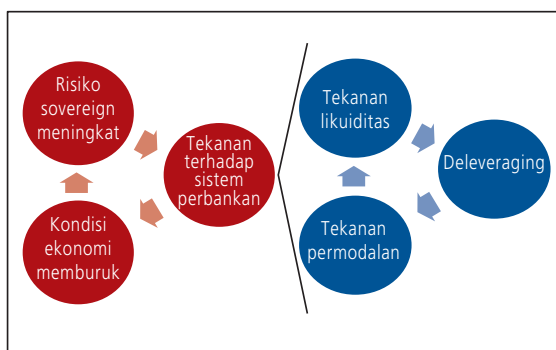 Risiko
sovereign
meningkat
Tekanan
terhadap
sistem
perbankan
Kondisi
ekonomi
memburuk
Tekanan
likuiditas
Deleveraging
Tekanan
permodalan